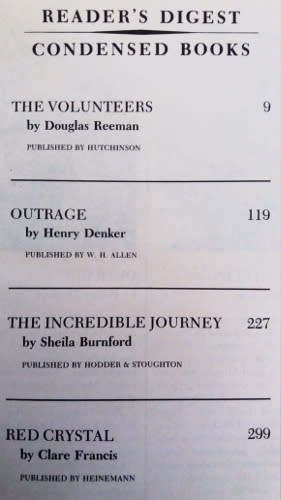 READER'S DIGEST
CONDENSED BOOKS
THE VOLUNTEERS 9
by Douglas Reeman
PUBLISHED BY HUTCHINSON
OUTRAGE 119
by Henry Denker
PUBLISHED BY W. H. ALLEN
THE INCREDIBLE JOURNEY 227
by Sheila Burnford
PUBLISHED BY HODDER & STOUGHTON
RED CRYSTAL 299
by Clare Francis
PUBLISHED BY HEINEMANN